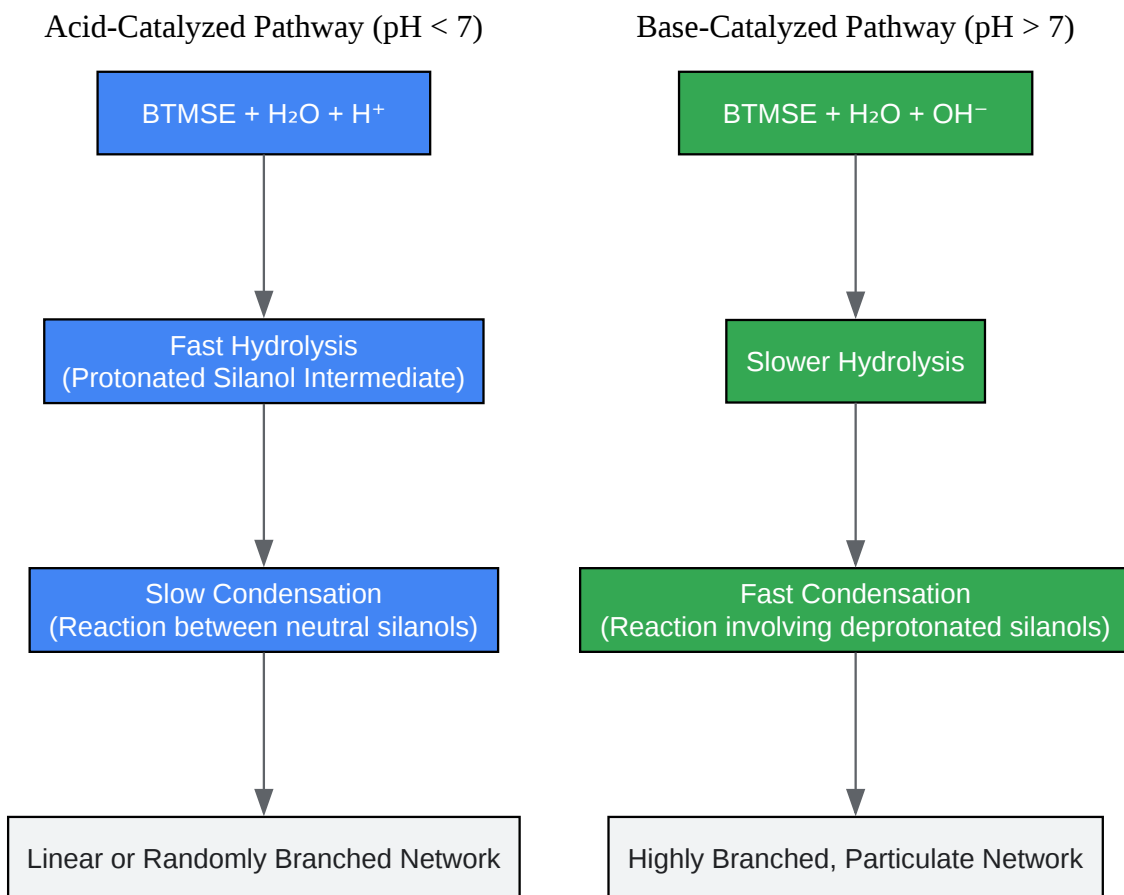 Acid-Catalyzed Pathway (pH < 7)
BTMSE + H₂O + H⁺
Fast Hydrolysis
(Protonated Silanol Intermediate)
Slow Condensation
(Reaction between neutral silanols)
Linear or Randomly Branched Network
Base-Catalyzed Pathway (pH > 7)
BTMSE + H₂O + OH⁻
Slower Hydrolysis
Fast Condensation
(Reaction involving deprotonated silanols)
Highly Branched, Particulate Network